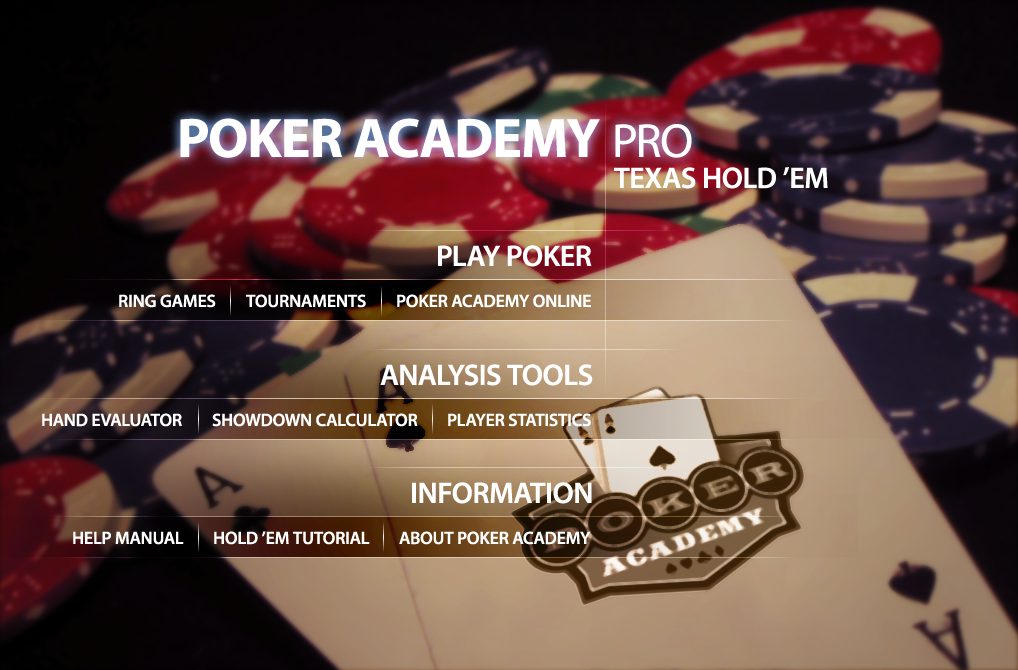 POKER ACADEMY PRO
TEXAS HOLD ’EM
PLAY POKER
RING GAMES TOURNAMENTS POKER ACADEMY ONLINE
ANALYSIS TOOLS
A
HAND EVALUATOR SHOWDOWN CALCULATOR PLAYER STATISTICS
A
INFORMATION
POKER
HELP MANUAL HOLD ’EM TUTORIAL ABOUT POKER ACADEMY
ACADEMY
A